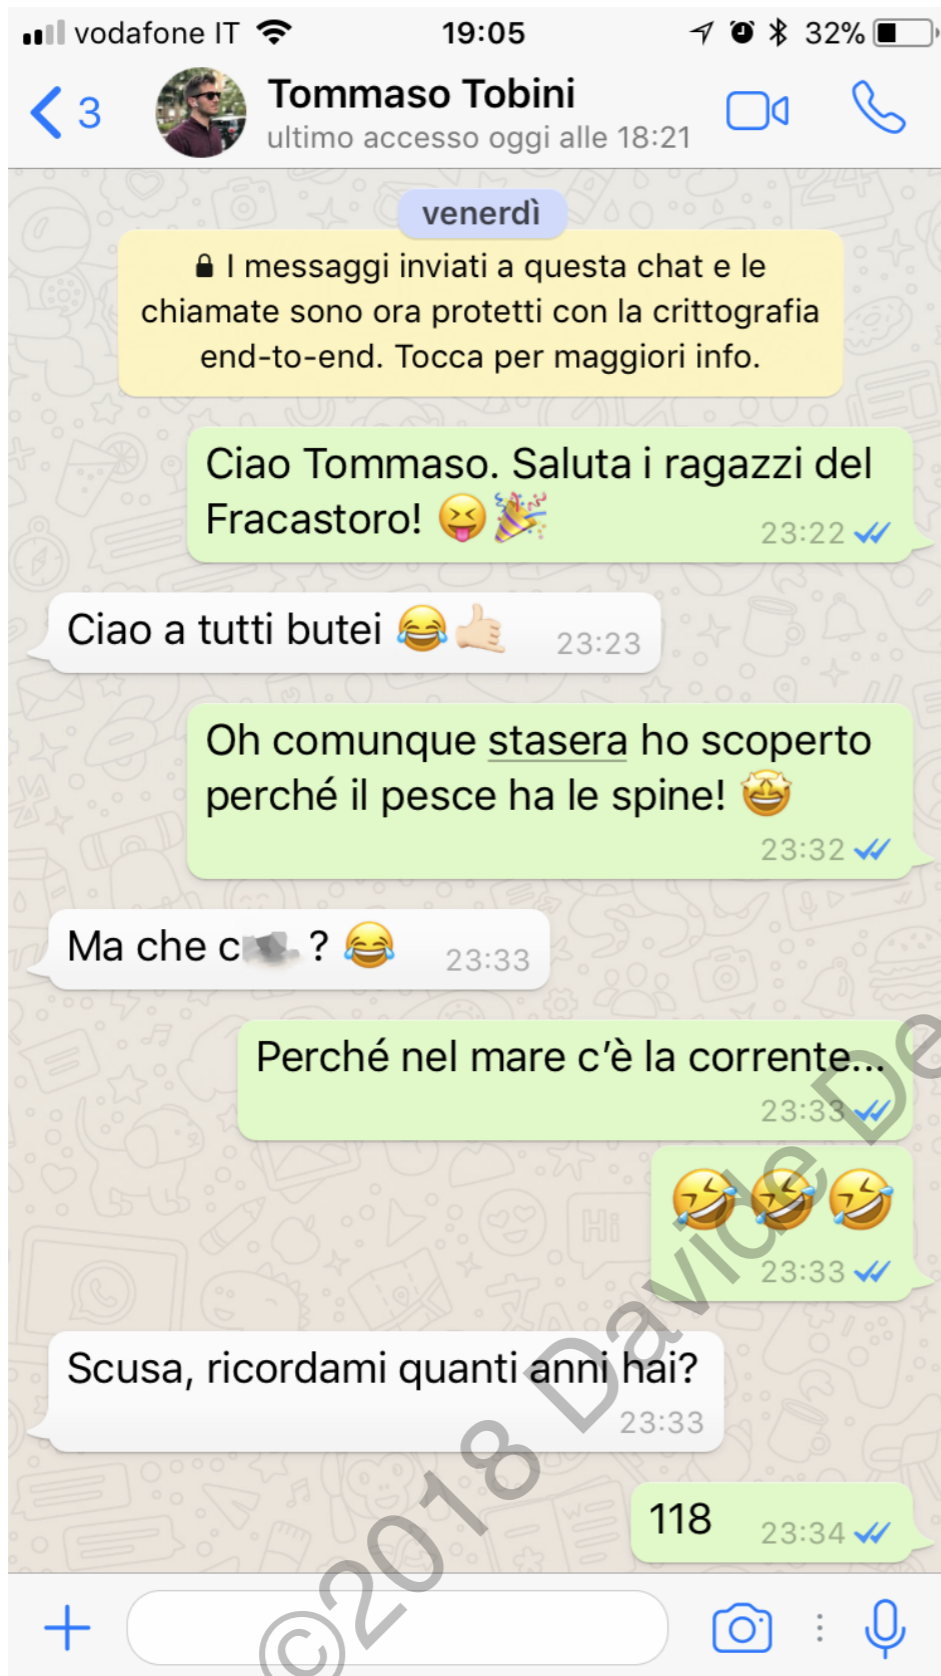 vodafone IT 19:05 32%
3 Tommaso Tobini
ultimo accesso oggi alle 18:21
venerdì
I messaggi inviati a questa chat e le
chiamate sono ora protetti con la crittografia
end-to-end. Tocca per maggiori info.
Ciao Tommaso. Saluta i ragazzi del
Fracastoro! 😝🎉
23:22
Ciao a tutti butei 😂🤙🏻 23:23
Oh comunque stasera ho scoperto
perché il pesce ha le spine! 🤩
23:32
Ma che c ? 😂 23:33
Perché nel mare c’è la corrente...
23:33
🤣🤣🤣
23:33
Scusa, ricordami quanti anni hai?
23:33
118 23:34
©2018 Davide De